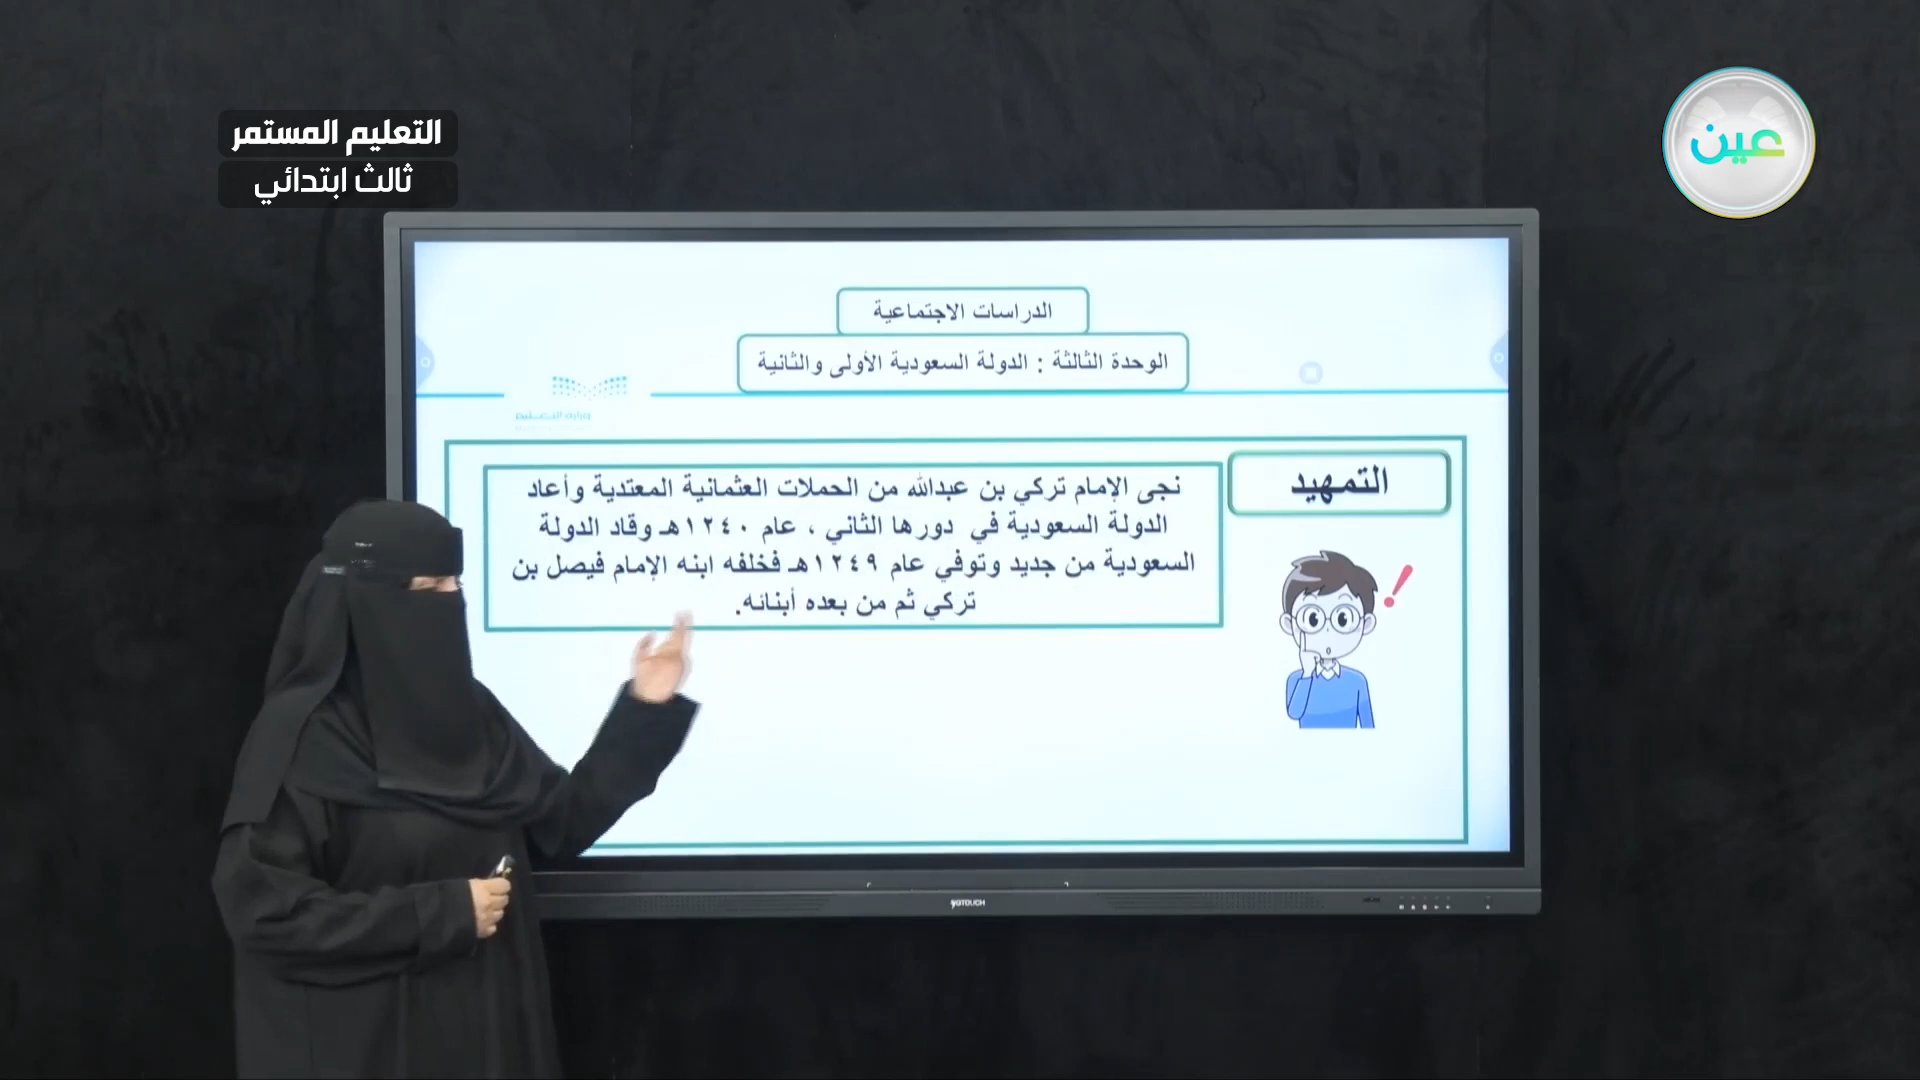 التعليم المستمر
ثالث ابتدائي
عين
الدراسات الاجتماعية
الوحدة الثالثة : الدولة السعودية الأولى والثانية
وزارة التعليم
التمهيد
نجى الإمام تركي بن عبدالله من الحملات العثمانية المعتدية وأعاد
الدولة السعودية في دورها الثاني ، عام ١٢٤٠هـ وقاد الدولة
السعودية من جديد وتوفي عام ١٢٤٩هـ فخلفه ابنه الإمام فيصل بن
تركي ثم من بعده أبنائه.